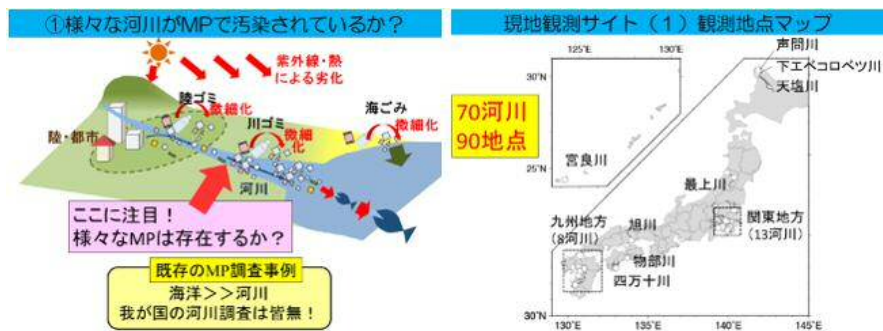 ①様々な河川がMPで汚染されているか?
紫外線・熱
による劣化
陸ゴミ
微細化
川ゴミ
微細
化
海ごみ
微細化
陸・都市
河川
ここに注目!
様々なMPは存在するか?
既存のMP調査事例
海洋>>河川
我が国の河川調査は皆無!
現地観測サイト(1)観測地点マップ
125°E
130°E
声問川
下エベコロベツ川
天塩川
30°N
70河川
90地点
宮良川
25°N
最上川
九州地方
(8河川)
旭川
関東地方
(13河川)
物部川
四万十川
30°N
130°E
135°E
140°E
145°E